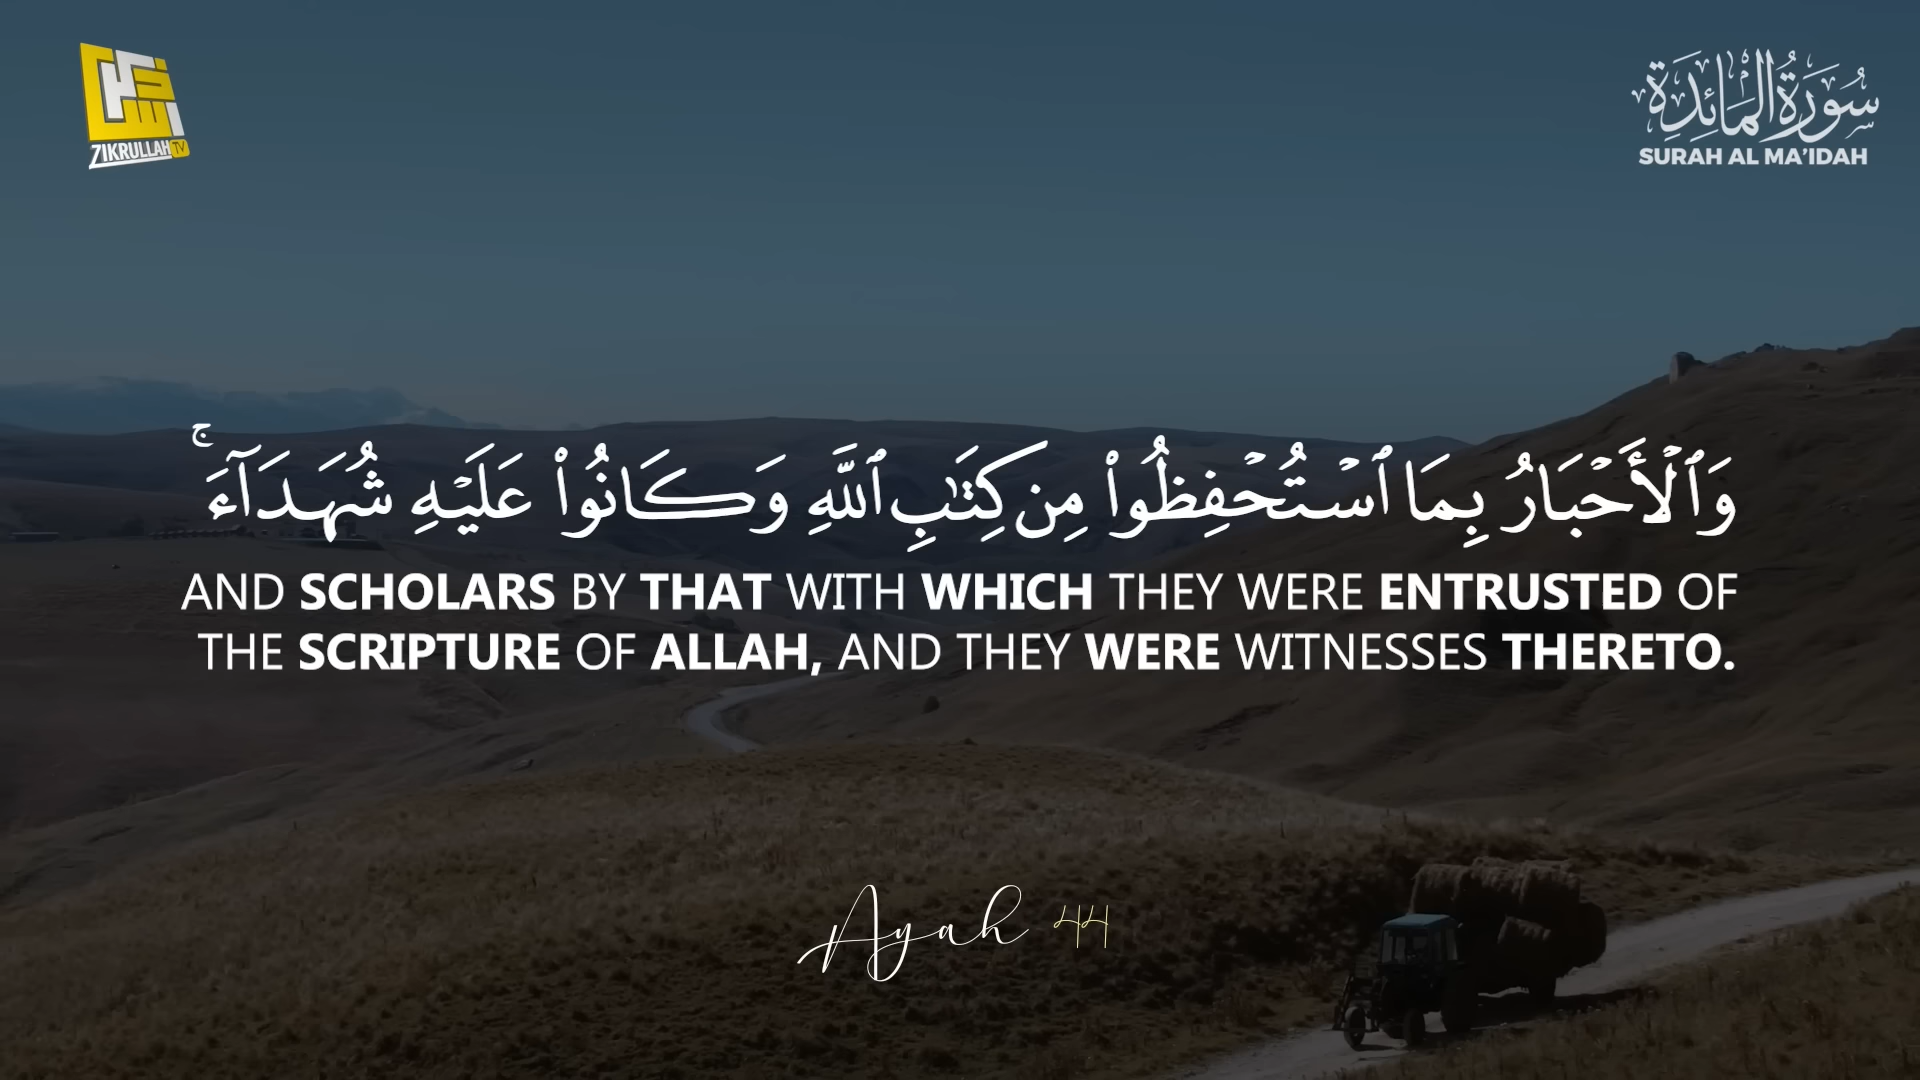 ZIKRULLAH TV
سُورَةُ المَائِدَةِ
SURAH AL MA'IDAH
وَٱلْأَحْبَارُ بِمَا ٱسْتُحْفِظُوا۟ مِن كِتَـٰبِ ٱللَّهِ وَكَانُوا۟ عَلَيْهِ شُهَدَآءَ ۚ
AND SCHOLARS BY THAT WITH WHICH THEY WERE ENTRUSTED OF
THE SCRIPTURE OF ALLAH, AND THEY WERE WITNESSES THERETO.
Ayah 44